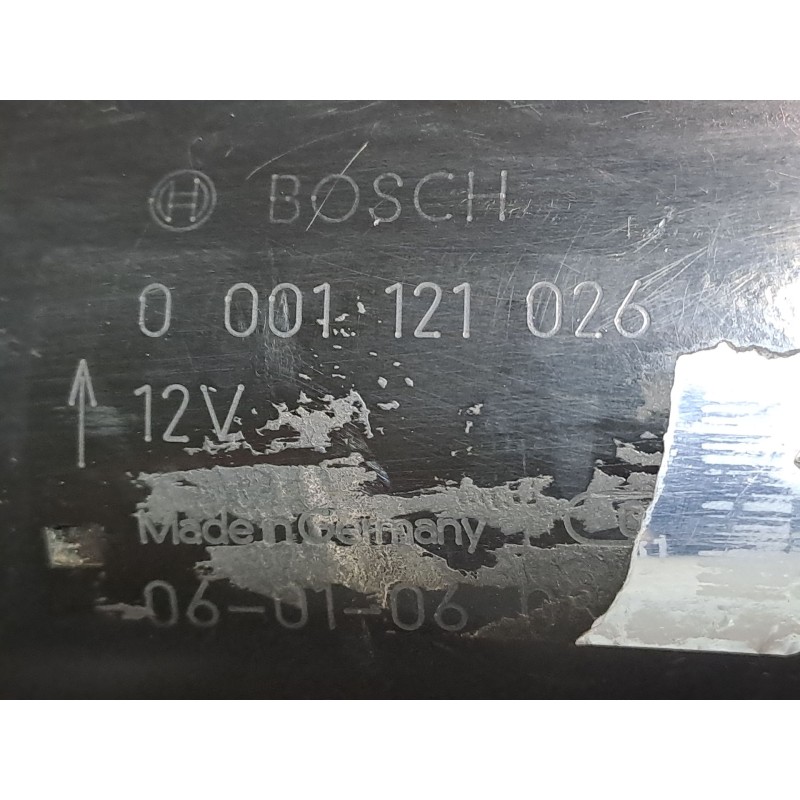 BOSCH
0 001 121 026
12V
Made in Germany
06-01-06